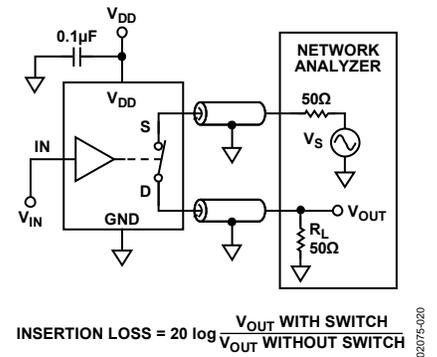 VDD
0.1µF
NETWORK
ANALYZER
VDD
50Ω
S
IN
VS
D
VIN
GND
VOUT
RL
50Ω
INSERTION LOSS = 20 log VOUT WITH SWITCH
VOUT WITHOUT SWITCH
02075-020